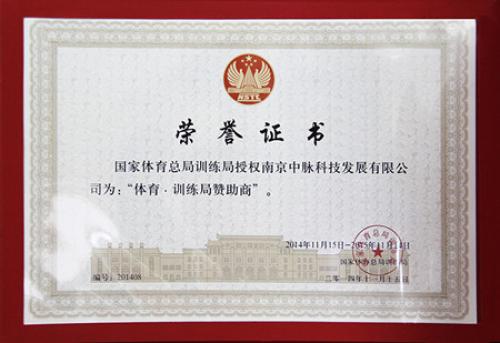 荣誉证书
国家体育总局训练局授权南京中脉科技发展有限公
司为：“体育·训练局赞助商”。
2014年11月15日-2015年11月14日
国家体育总局训练局
编号：201408
二〇一四年十一月十五日